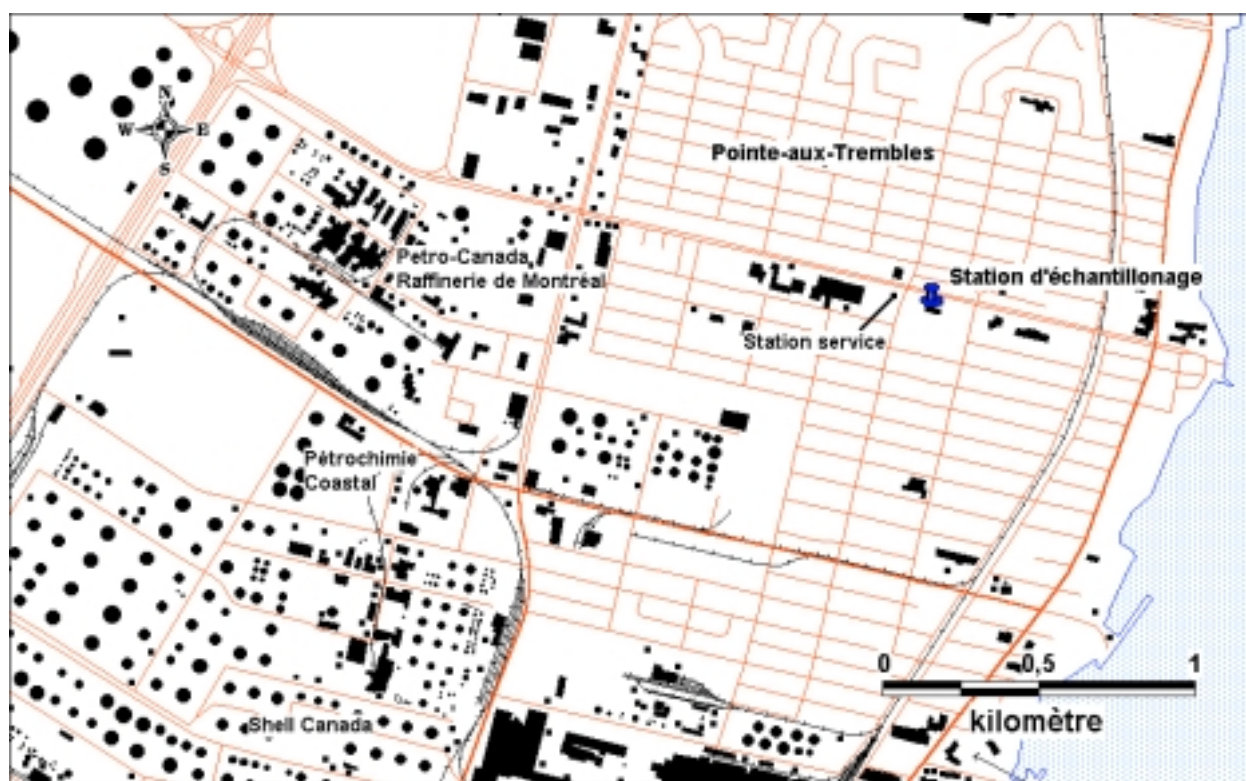 N
W E
S
Pointe-aux-Trembles
Petro-Canada
Raffinerie de Montréal
Station d'échantillonage
Station service
Pétrochimie
Coastal
0 0,5 1
kilomètre
Shell Canada